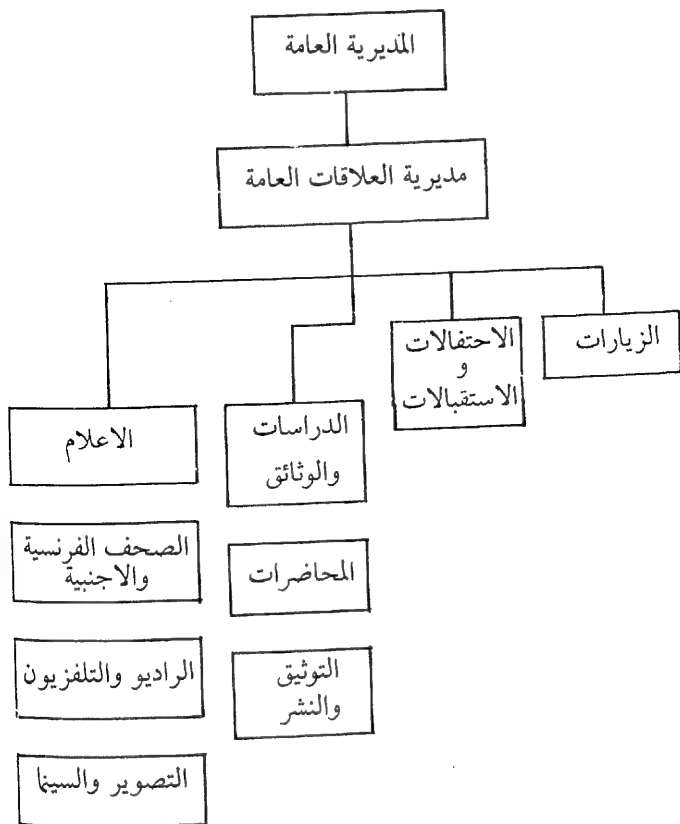 المديرية العامة
مديرية العلاقات العامة
الزيارات
الاحتفالات
و
الاستقبالات
الدراسات
والوثائق
المحاضرات
التوثيق
والنشر
الاعلام
الصحف الفرنسية
والاجنبية
الراديو والتلفزيون
التصوير والسينما